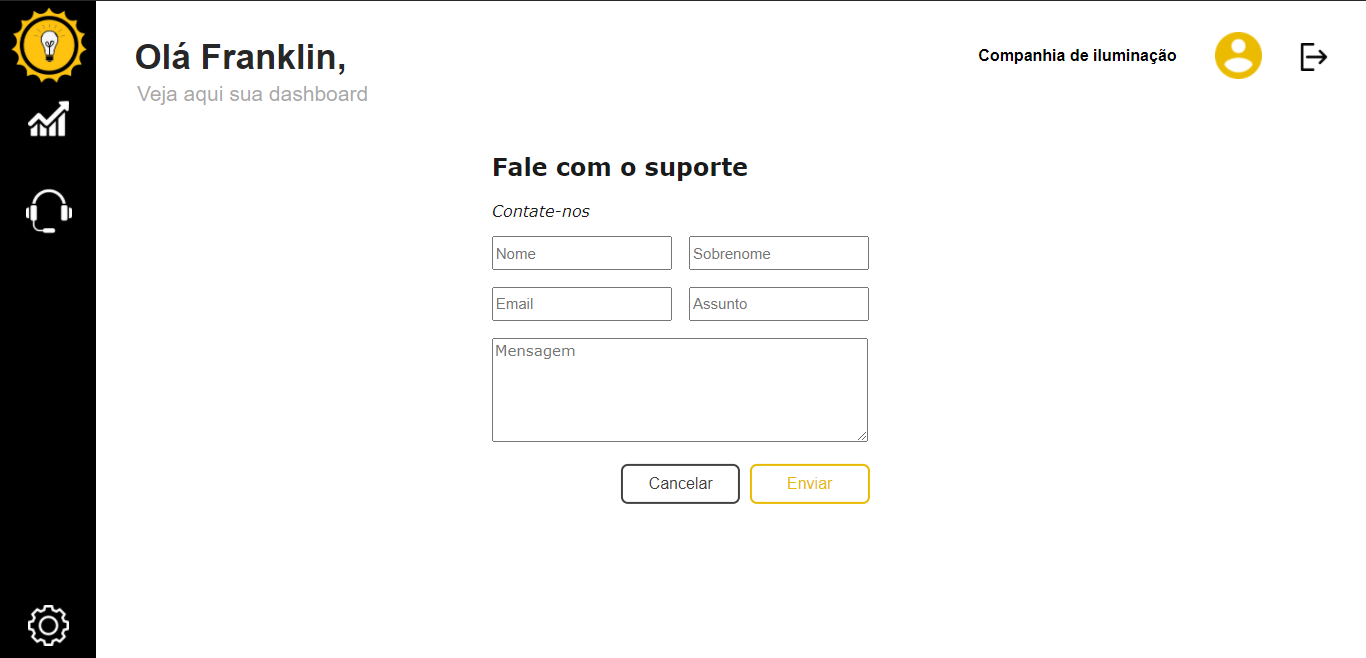 Olá Franklin,
Veja aqui sua dashboard
Companhia de iluminação
Fale com o suporte
Contate-nos
Nome
Sobrenome
Email
Assunto
Mensagem
Cancelar
Enviar